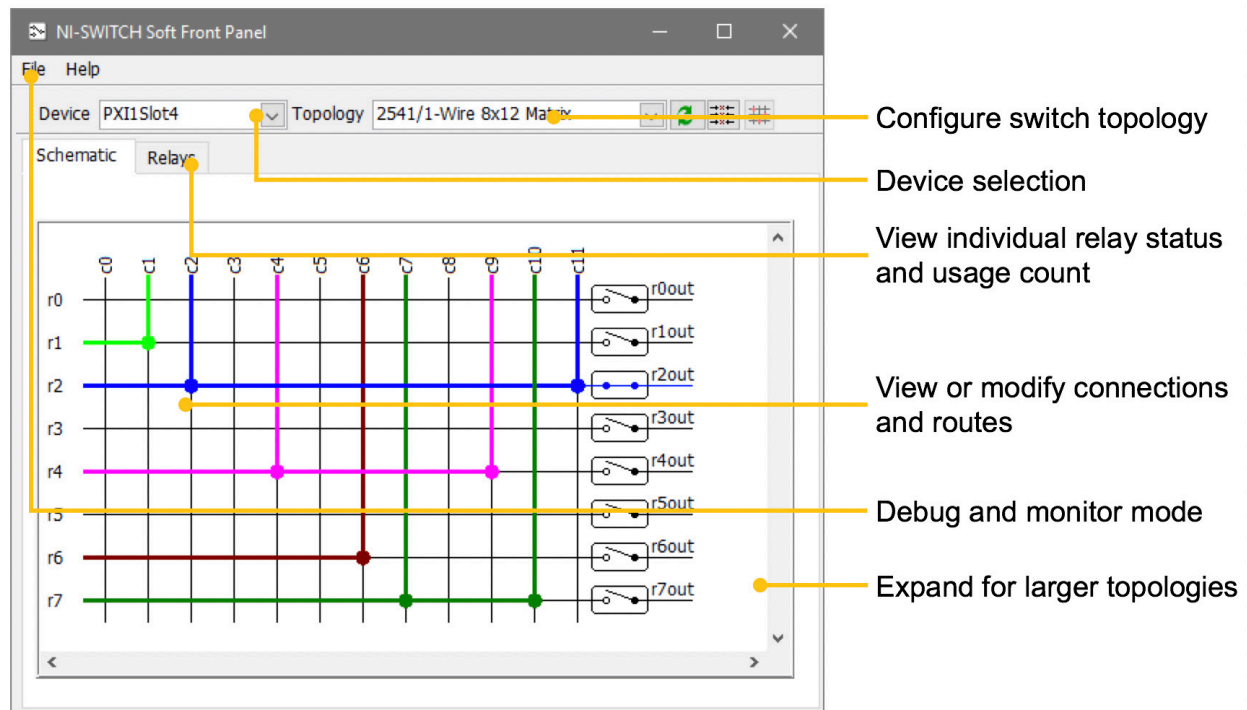 NI-SWITCH Soft Front Panel
File Help
Device PXI1Slot4 Topology 2541/1-Wire 8x12 Matrix
Configure switch topology
Schematic Relays
Device selection
View individual relay status
and usage count
c0 c1 c2 c3 c4 c5 c6 c7 c8 c9 c10 c11
r0 r0out
r1 r1out
r2 r2out
View or modify connections
and routes
r3 r3out
r4 r4out
r5 r5out
Debug and monitor mode
r6 r6out
r7 r7out
Expand for larger topologies